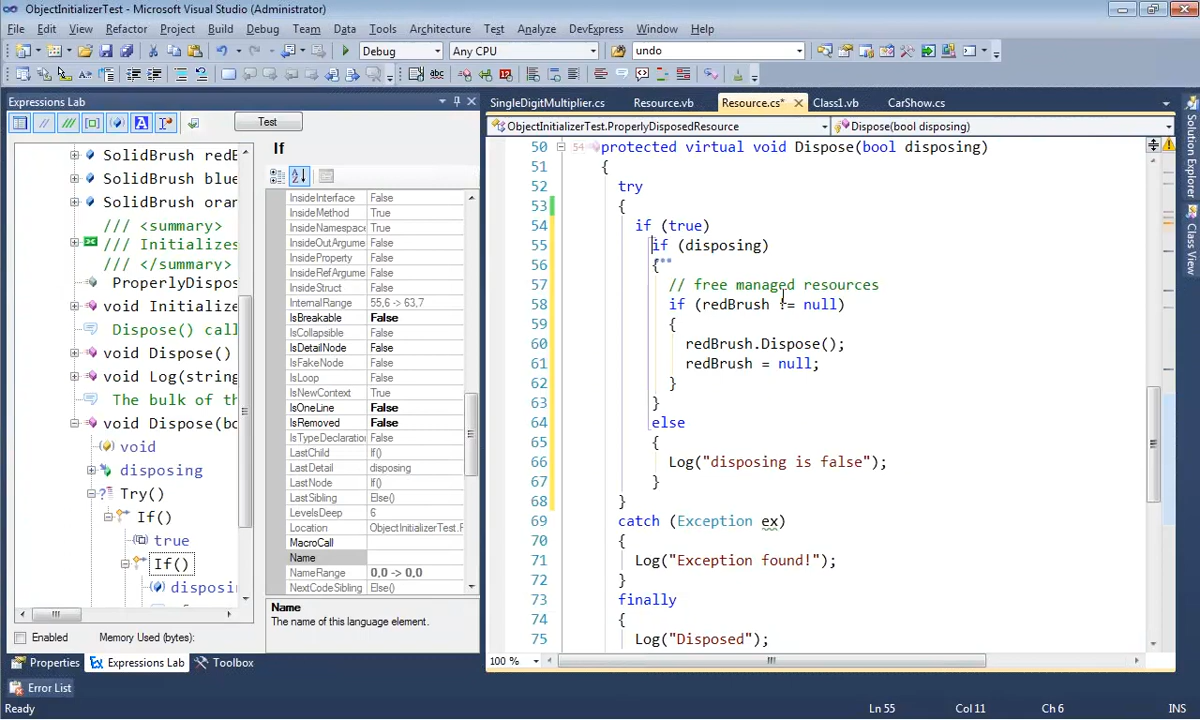 ObjectInitializerTest - Microsoft Visual Studio (Administrator)
File Edit View Refactor Project Build Debug Team Data Tools Architecture Test Analyze DevExpress Window Help
Debug Any CPU undo
Expressions Lab
SingleDigitMultiplier.cs Resource.vb Resource.cs* Class1.vb CarShow.cs
Test
ObjectInitializerTest.ProperlyDisposedResource Dispose(bool disposing)
If
SolidBrush redB
SolidBrush blue
SolidBrush oran
/// <summary>
/// Initializes
/// </summary>
ProperlyDispos
void Initialize
Dispose() call
void Dispose()
void Log(string
The bulk of th
void Dispose(bo
void
disposing
Try()
If()
true
If()
disposin
InsideInterface False
InsideMethod True
InsideNamespace True
InsideOutArgume False
InsideProperty False
InsideRefArgume False
InsideStruct False
InternalRange 55,6 -> 63,7
IsBreakable False
IsCollapsible False
IsDetailNode False
IsFakeNode False
IsLoop False
IsNewContext True
IsOneLine False
IsRemoved False
IsTypeDeclaration False
LastChild If()
LastDetail disposing
LastNode If()
LastSibling Else()
LevelsDeep 6
Location ObjectInitializerTest.F
MacroCall
Name
NameRange 0,0 -> 0,0
NextCodeSibling Else()
Name
The name of this language element.
Enabled Memory Used (bytes):
50 54 protected virtual void Dispose(bool disposing)
51 {
52 try
53 {
54 if (true)
55 if (disposing)
56 {
57 // free managed resources
58 if (redBrush != null)
59 {
60 redBrush.Dispose();
61 redBrush = null;
62 }
63 }
64 else
65 {
66 Log("disposing is false");
67 }
68 }
69 catch (Exception ex)
70 {
71 Log("Exception found!");
72 }
73 finally
74 {
75 Log("Disposed");
100 %
Properties Expressions Lab Toolbox
Solution Explorer
Class View
Error List
Ready Ln 55 Col 11 Ch 6 INS